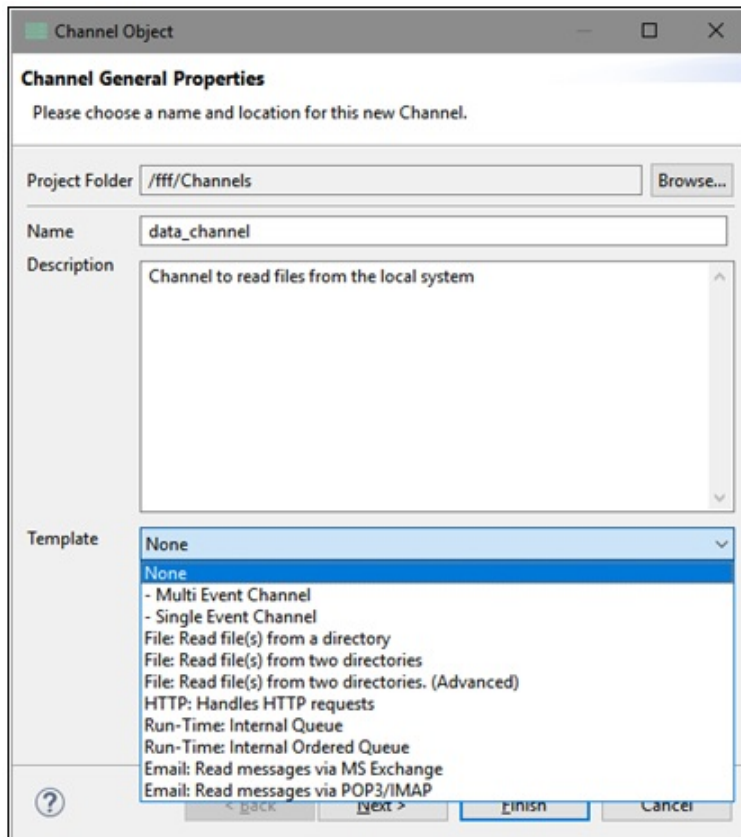 Channel Object
Channel General Properties
Please choose a name and location for this new Channel.
Project Folder /fff/Channels Browse...
Name data_channel
Description Channel to read files from the local system
Template None
None
- Multi Event Channel
- Single Event Channel
File: Read file(s) from a directory
File: Read file(s) from two directories
File: Read file(s) from two directories. (Advanced)
HTTP: Handles HTTP requests
Run-Time: Internal Queue
Run-Time: Internal Ordered Queue
Email: Read messages via MS Exchange
Email: Read messages via POP3/IMAP
? < Back Next > Finish Cancel